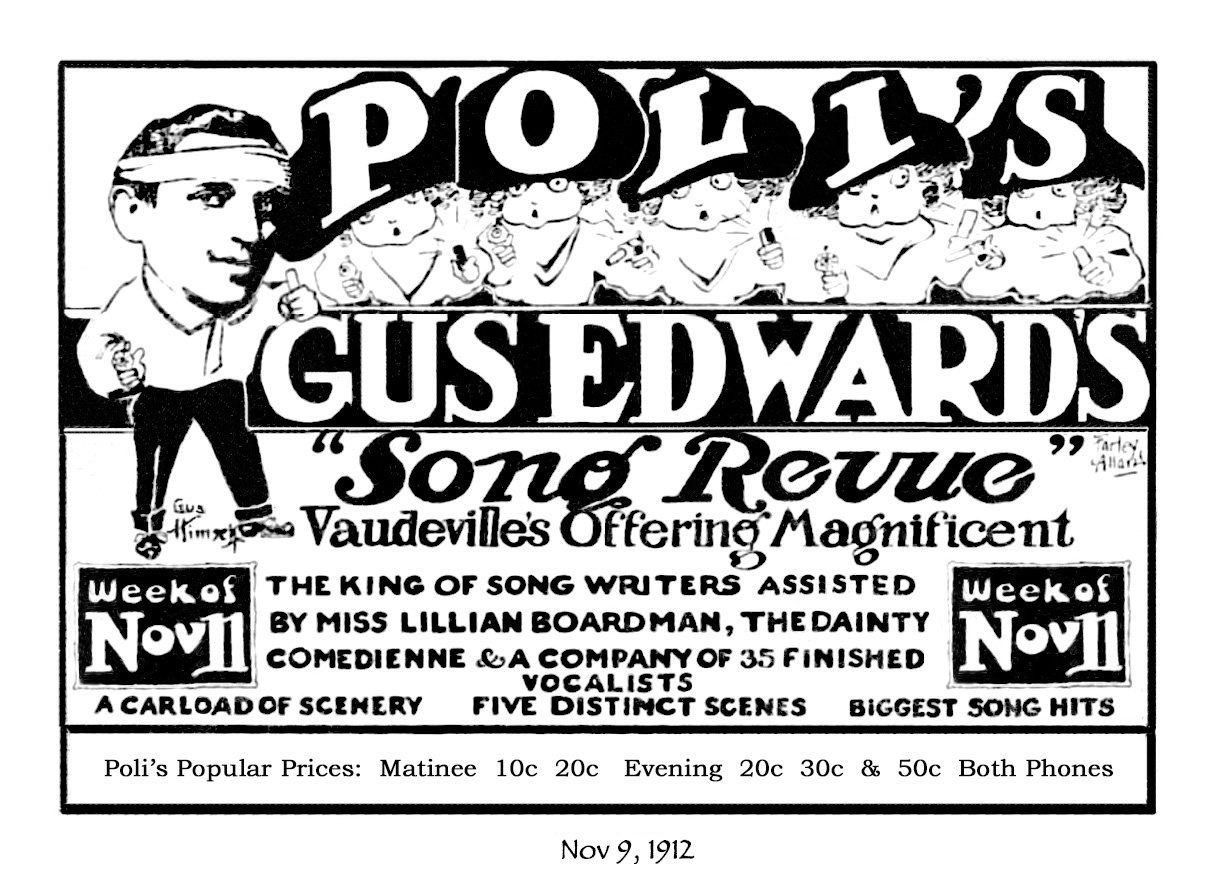 POLI'S
GUS EDWARDS
"Song Revue"
Vaudeville's Offering Magnificent
Gus
Week of
Nov 11
THE KING OF SONG WRITERS ASSISTED
BY MISS LILLIAN BOARDMAN, THE DAINTY
COMEDIENNE & A COMPANY OF 35 FINISHED
VOCALISTS
Week of
Nov 11
A CARLOAD OF SCENERY FIVE DISTINCT SCENES BIGGEST SONG HITS
Poli's Popular Prices: Matinee 10c 20c Evening 20c 30c & 50c Both Phones
Nov 9, 1912